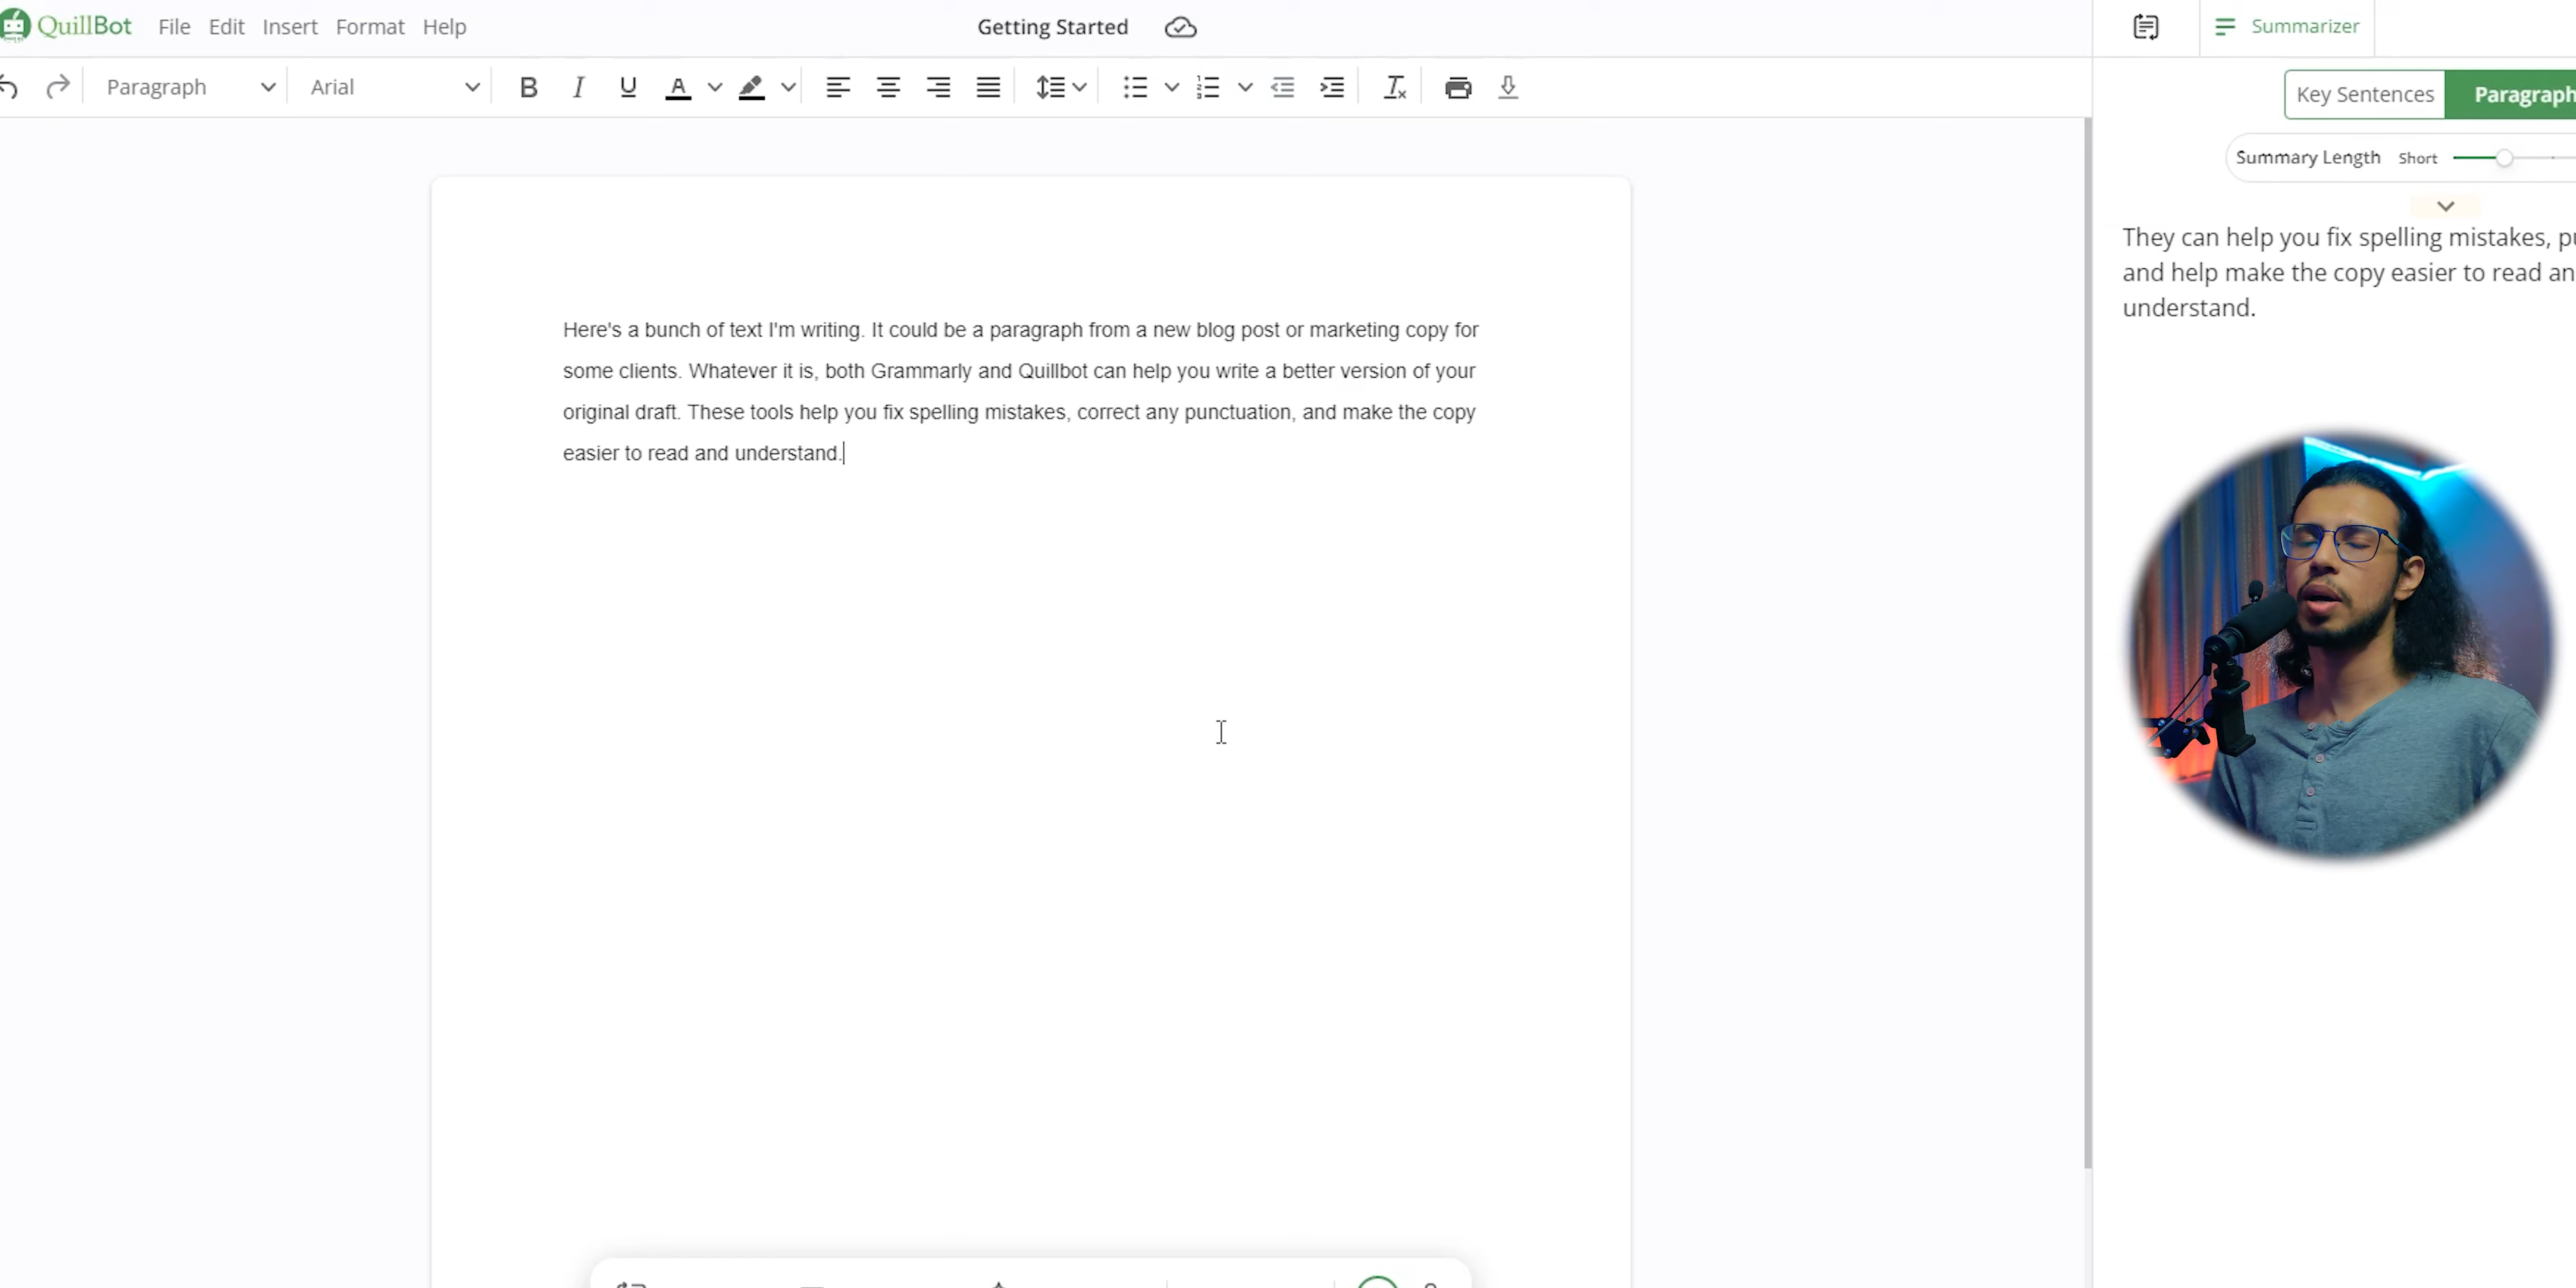 QuillBot File Edit Insert Format Help
Getting Started
Summarizer
Paragraph
Arial
B I U A
Key Sentences
Paragraph
Summary Length Short
They can help you fix spelling mistakes,
and help make the copy easier to read an
understand.
Here's a bunch of text I'm writing. It could be a paragraph from a new blog post or marketing copy for
some clients. Whatever it is, both Grammarly and Quillbot can help you write a better version of your
original draft. These tools help you fix spelling mistakes, correct any punctuation, and make the copy
easier to read and understand.